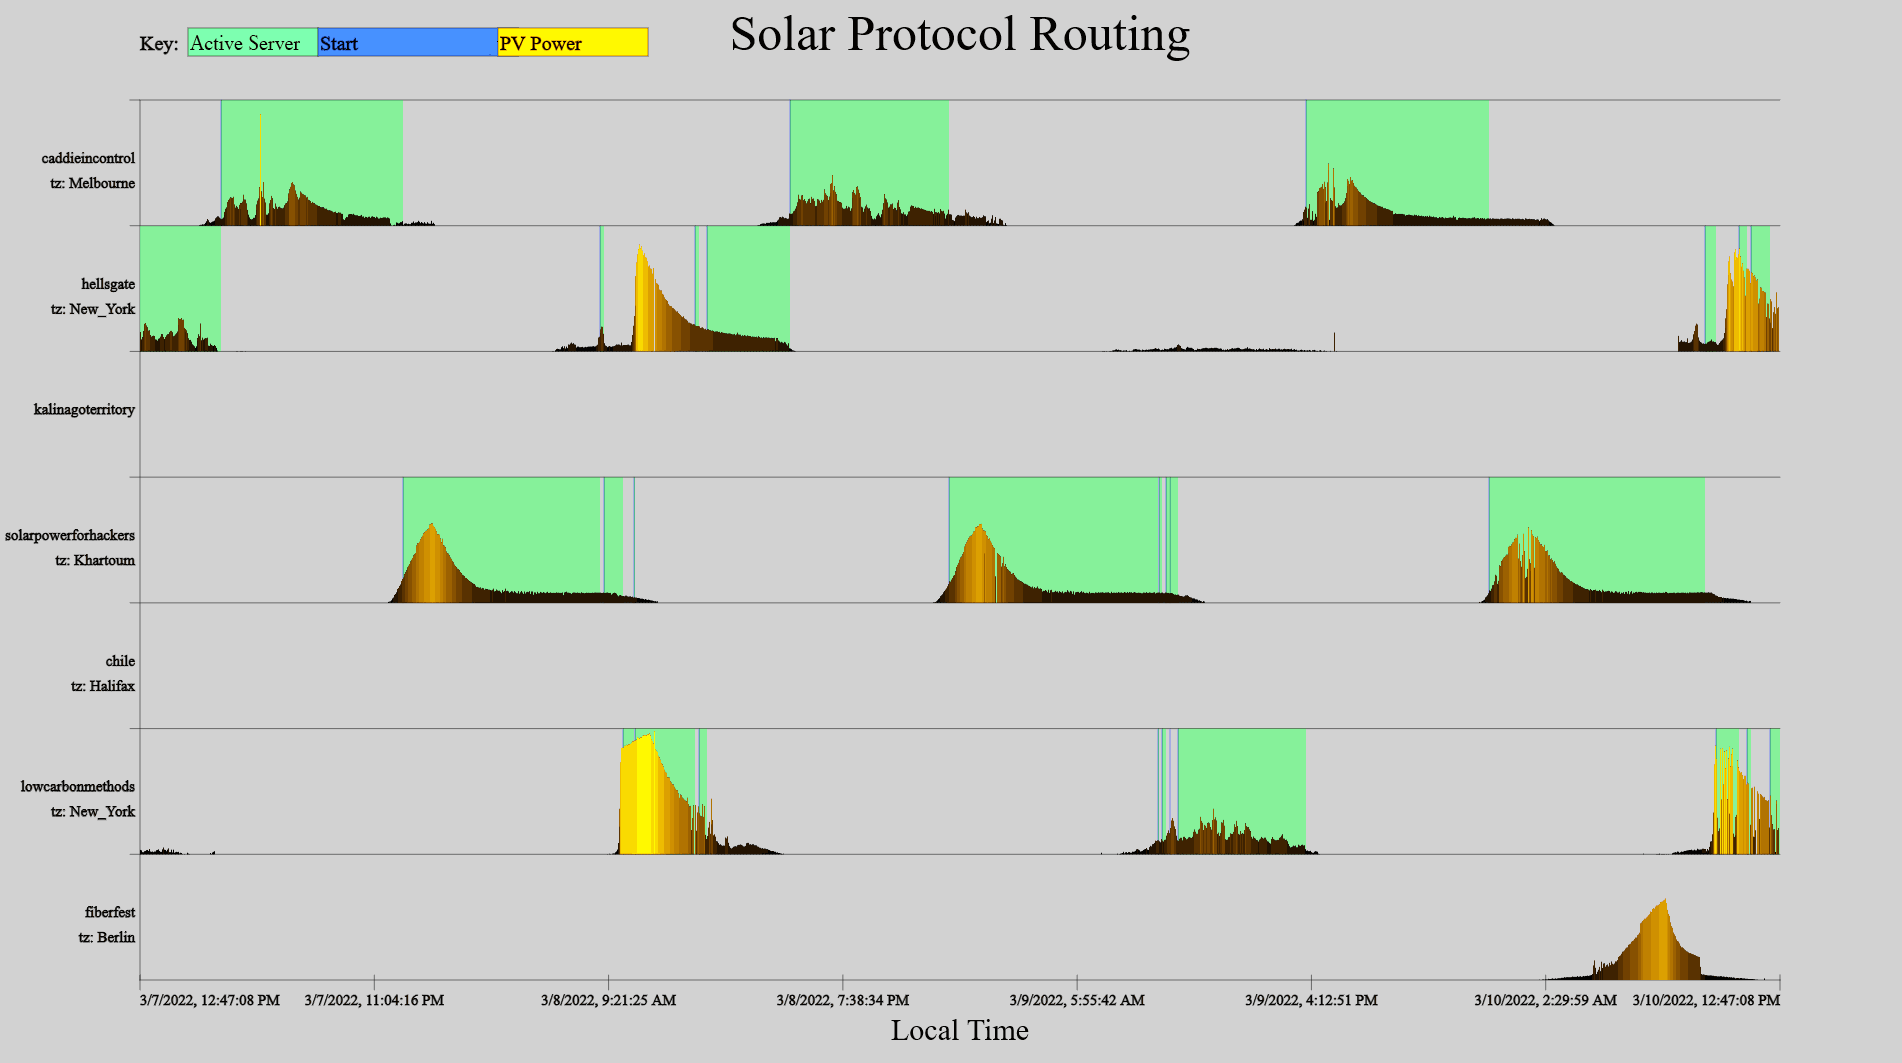 Solar Protocol Routing
Key: Active Server Start PV Power
caddieincontrol
tz: Melbourne
hellsgate
tz: New_York
kalinagoterritory
solarpowerforhackers
tz: Khartoum
chile
tz: Halifax
lowcarbonmethods
tz: New_York
fiberfest
tz: Berlin
3/7/2022, 12:47:08 PM 3/7/2022, 11:04:16 PM 3/8/2022, 9:21:25 AM 3/8/2022, 7:38:34 PM 3/9/2022, 5:55:42 AM 3/9/2022, 4:12:51 PM 3/10/2022, 2:29:59 AM 3/10/2022, 12:47:08 PM
Local Time